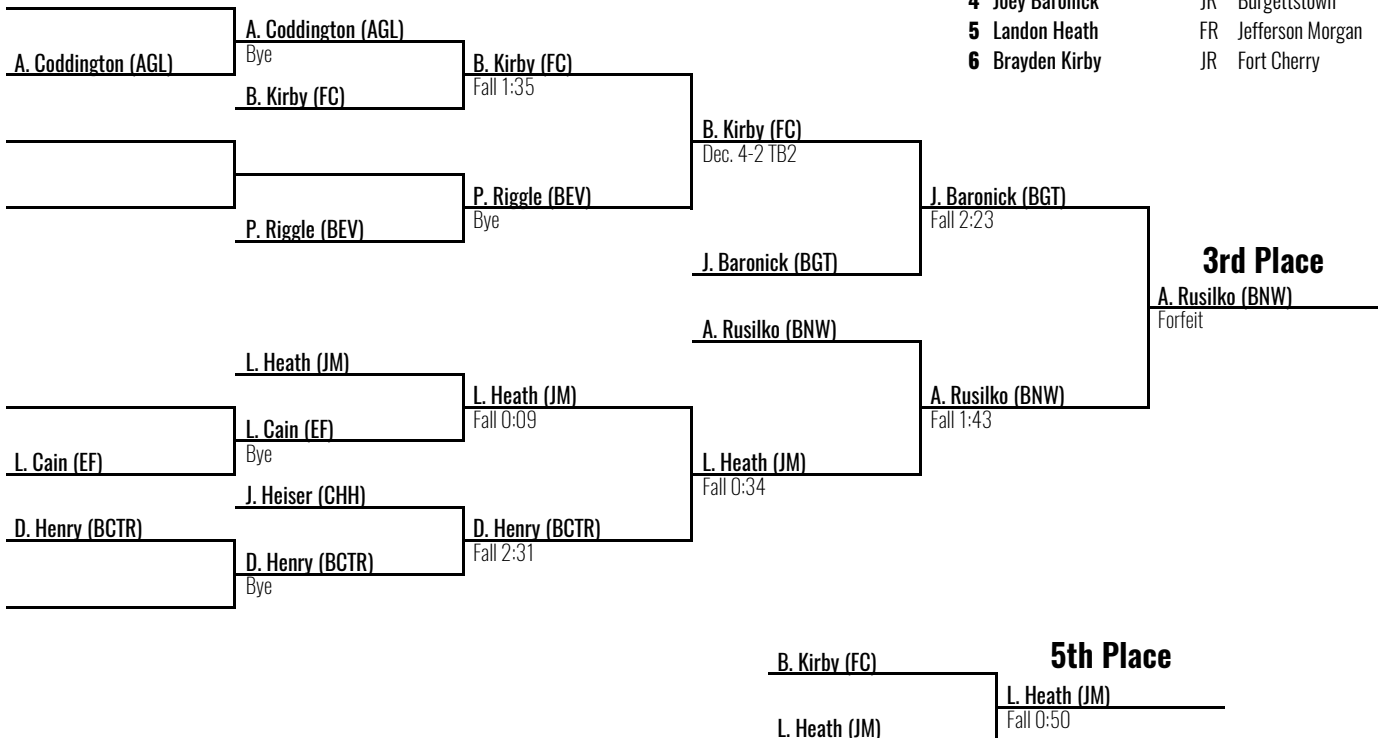 4 Joey Baronick JR Burgettstown
5 Landon Heath FR Jefferson Morgan
6 Brayden Kirby JR Fort Cherry
A. Coddington (AGL)
A. Coddington (AGL)
Bye
B. Kirby (FC)
B. Kirby (FC)
Fall 1:35
P. Riggle (BEV)
P. Riggle (BEV)
Bye
B. Kirby (FC)
Dec. 4-2 TB2
J. Baronick (BGT)
J. Baronick (BGT)
Fall 2:23
3rd Place
A. Rusilko (BNW)
Forfeit
A. Rusilko (BNW)
A. Rusilko (BNW)
Fall 1:43
L. Heath (JM)
L. Heath (JM)
Fall 0:09
L. Cain (EF)
L. Cain (EF)
Bye
L. Heath (JM)
Fall 0:34
J. Heiser (CHH)
D. Henry (BCTR)
D. Henry (BCTR)
Fall 2:31
D. Henry (BCTR)
Bye
5th Place
B. Kirby (FC)
L. Heath (JM)
Fall 0:50
L. Heath (JM)